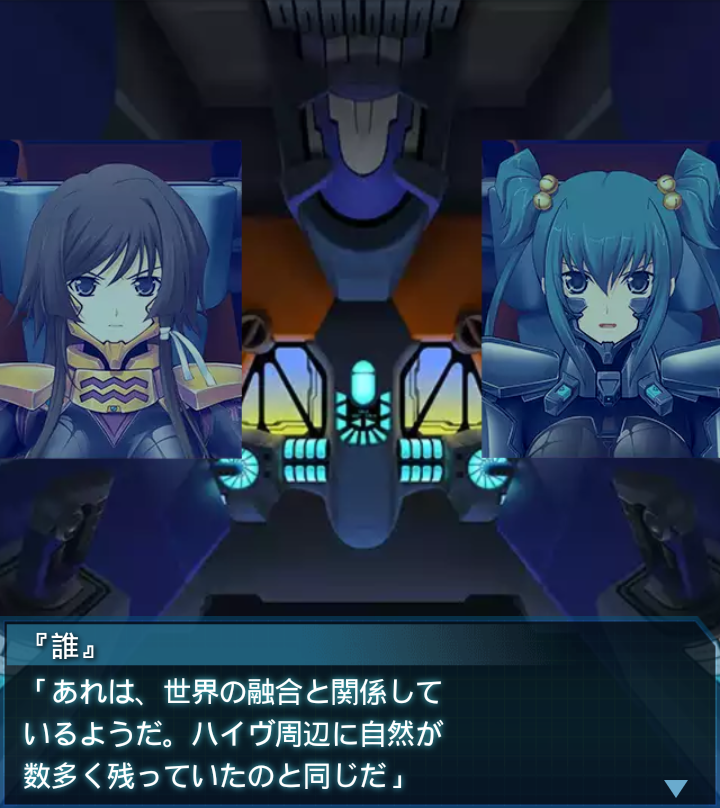 『誰』
「あれは、世界の融合と関係して
いるようだ。ハイヴ周辺に自然が
数多く残っていたのと同じだ」